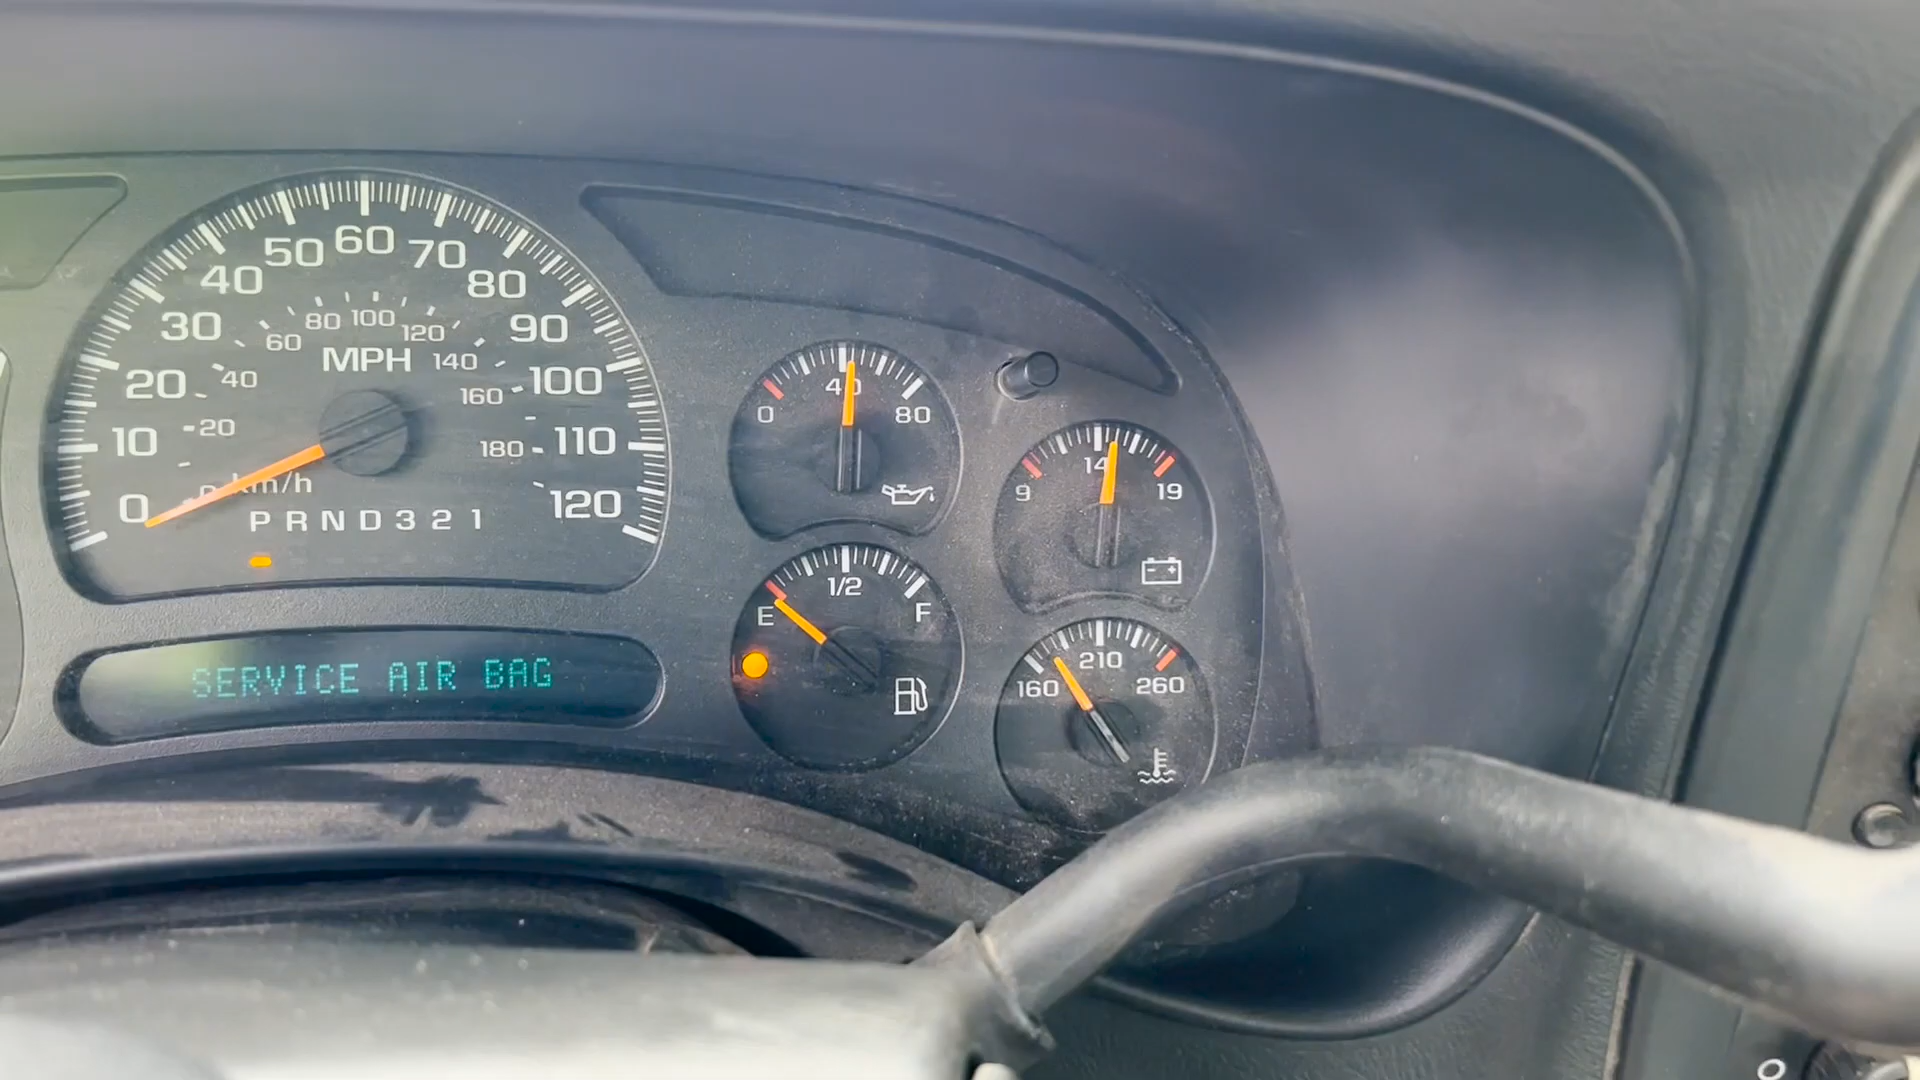 10 20 30 40 50 60 70 80 90 100 110 120
0
20 40 60 80 100 120 140 160 180
MPH
km/h
P R N D 3 2 1
SERVICE AIR BAG
0 40 80
E 1/2 F
9 14 19
160 210 260